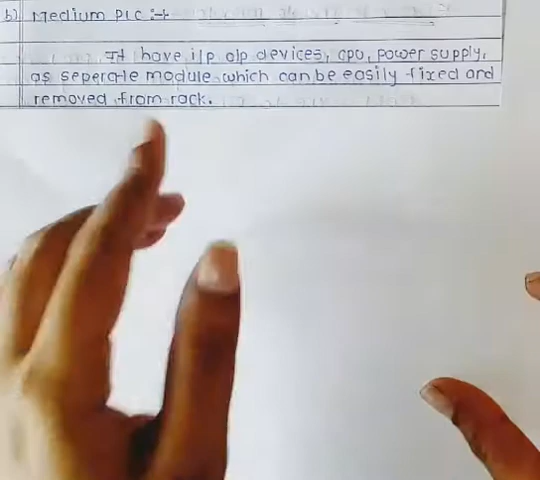 b) Medium PLC :-
It have i/p o/p devices, cpu, power supply,
as seperate module which can be easily fixed and
removed from rack.